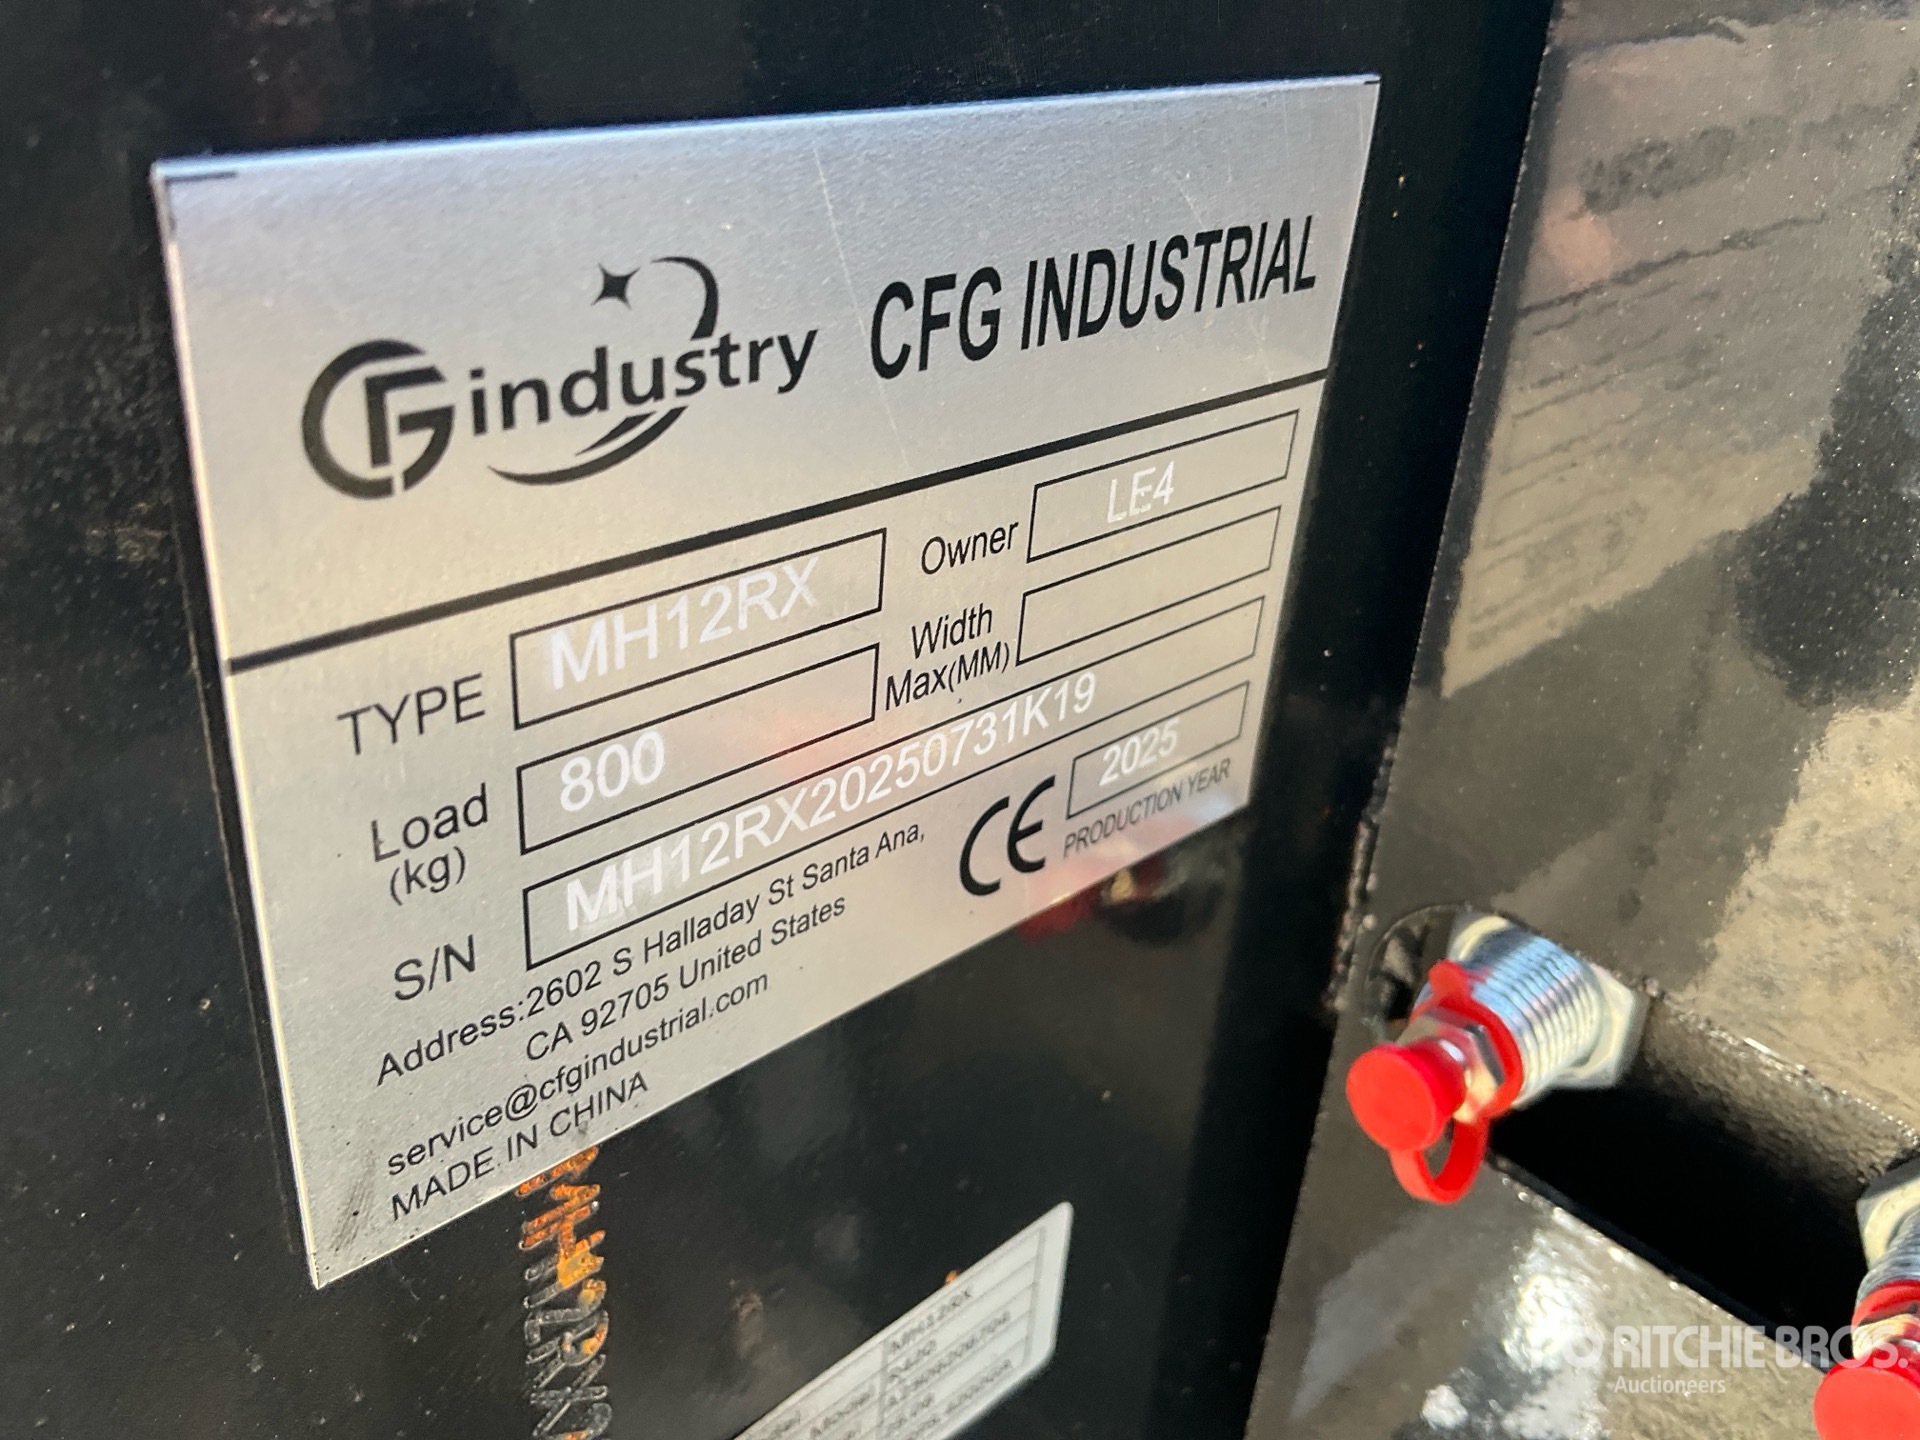 CFG industry CFG INDUSTRIAL
TYPE MH12RX Owner LE4
Load (kg) 800 Width Max(MM)
S/N MH12RX20250731K19
Address:2602 S Halladay St Santa Ana,
CA 92705 United States
service@cfgindustrial.com
MADE IN CHINA
CE 2025
PRODUCTION YEAR
MH12RX
RITCHIE BROS.
Auctioneers